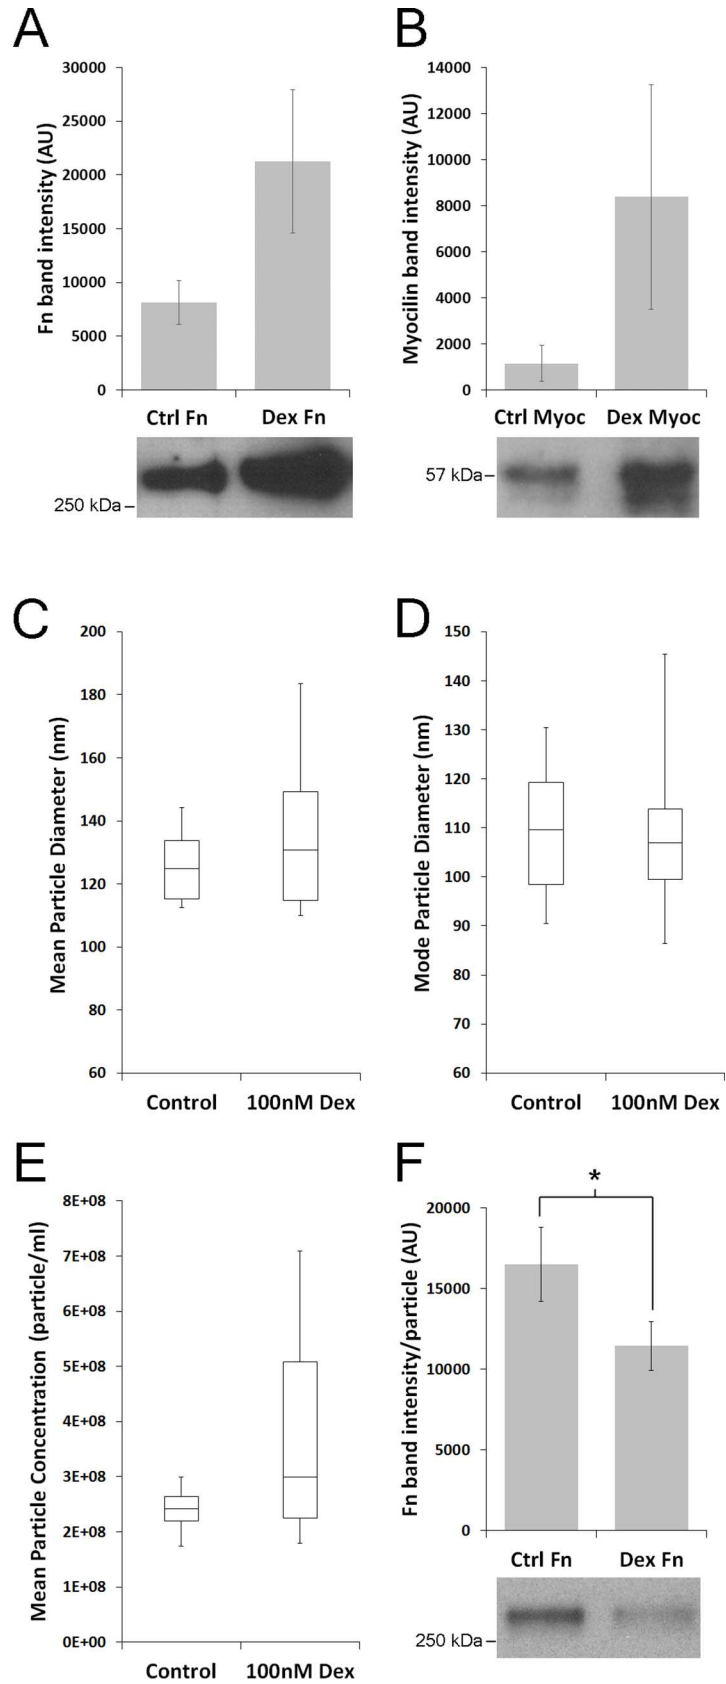 A
B
Fn band intensity (AU)
30000
25000
20000
15000
10000
5000
0
Ctrl Fn Dex Fn
250 kDa
Myocilin band intensity (AU)
14000
12000
10000
8000
6000
4000
2000
0
Ctrl Myoc Dex Myoc
57 kDa
C
D
Mean Particle Diameter (nm)
200
180
160
140
120
100
80
60
Control 100nM Dex
Mode Particle Diameter (nm)
150
140
130
120
110
100
90
80
70
60
Control 100nM Dex
E
F
Mean Particle Concentration (particle/ml)
8E+08
7E+08
6E+08
5E+08
4E+08
3E+08
2E+08
1E+08
0E+00
Control 100nM Dex
*
Fn band intensity/particle (AU)
20000
15000
10000
5000
0
Ctrl Fn Dex Fn
250 kDa